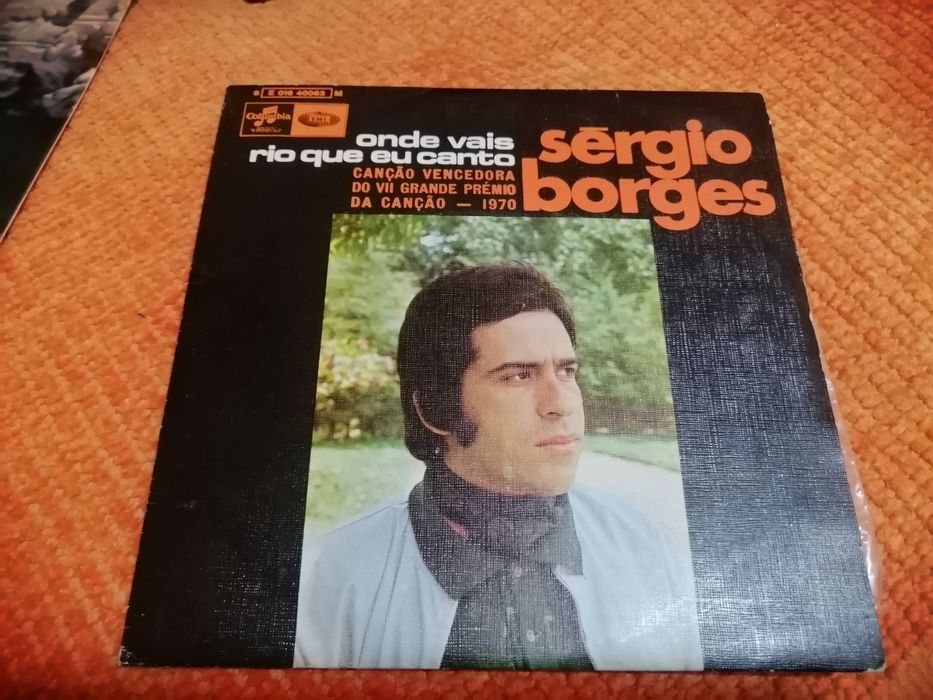 8 E 016 40063 M
Columbia
EMI
onde vais
rio que eu canto
sérgio
borges
CANÇÃO VENCEDORA
DO VII GRANDE PRÉMIO
DA CANÇÃO — 1970